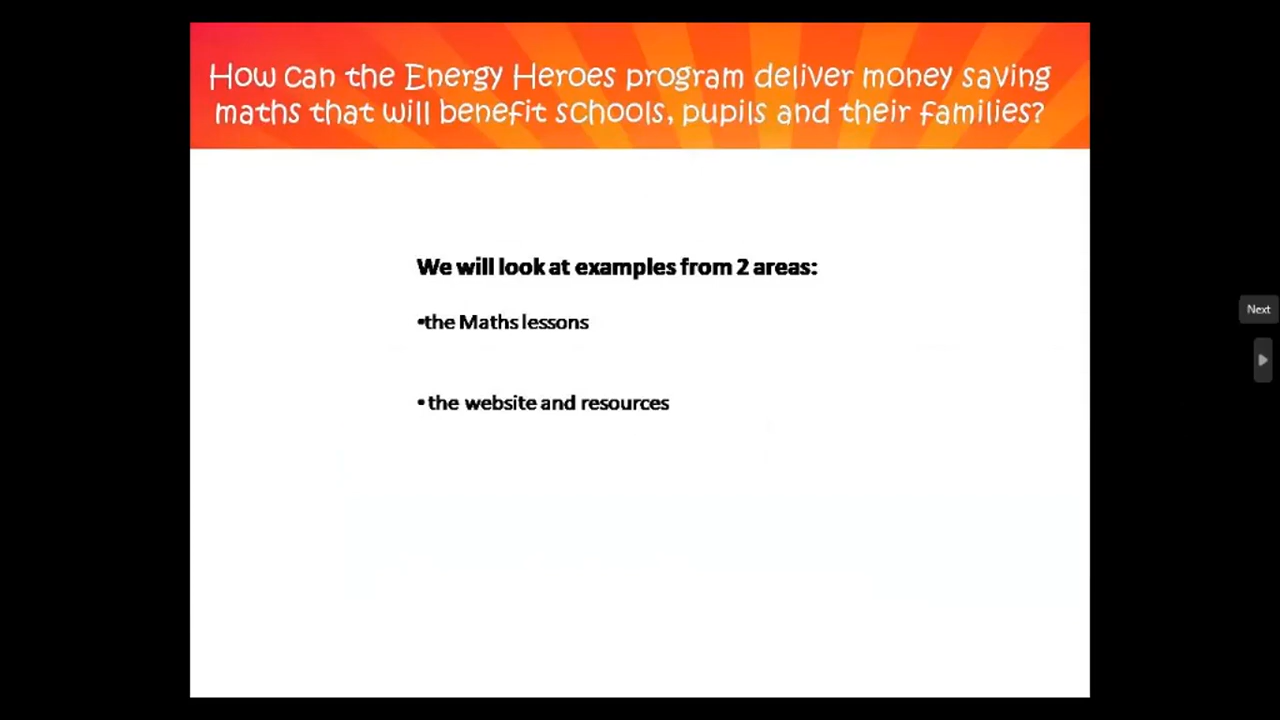 How can the Energy Heroes program deliver money saving
maths that will benefit schools, pupils and their families?
We will look at examples from 2 areas:
•the Maths lessons
• the website and resources
Next